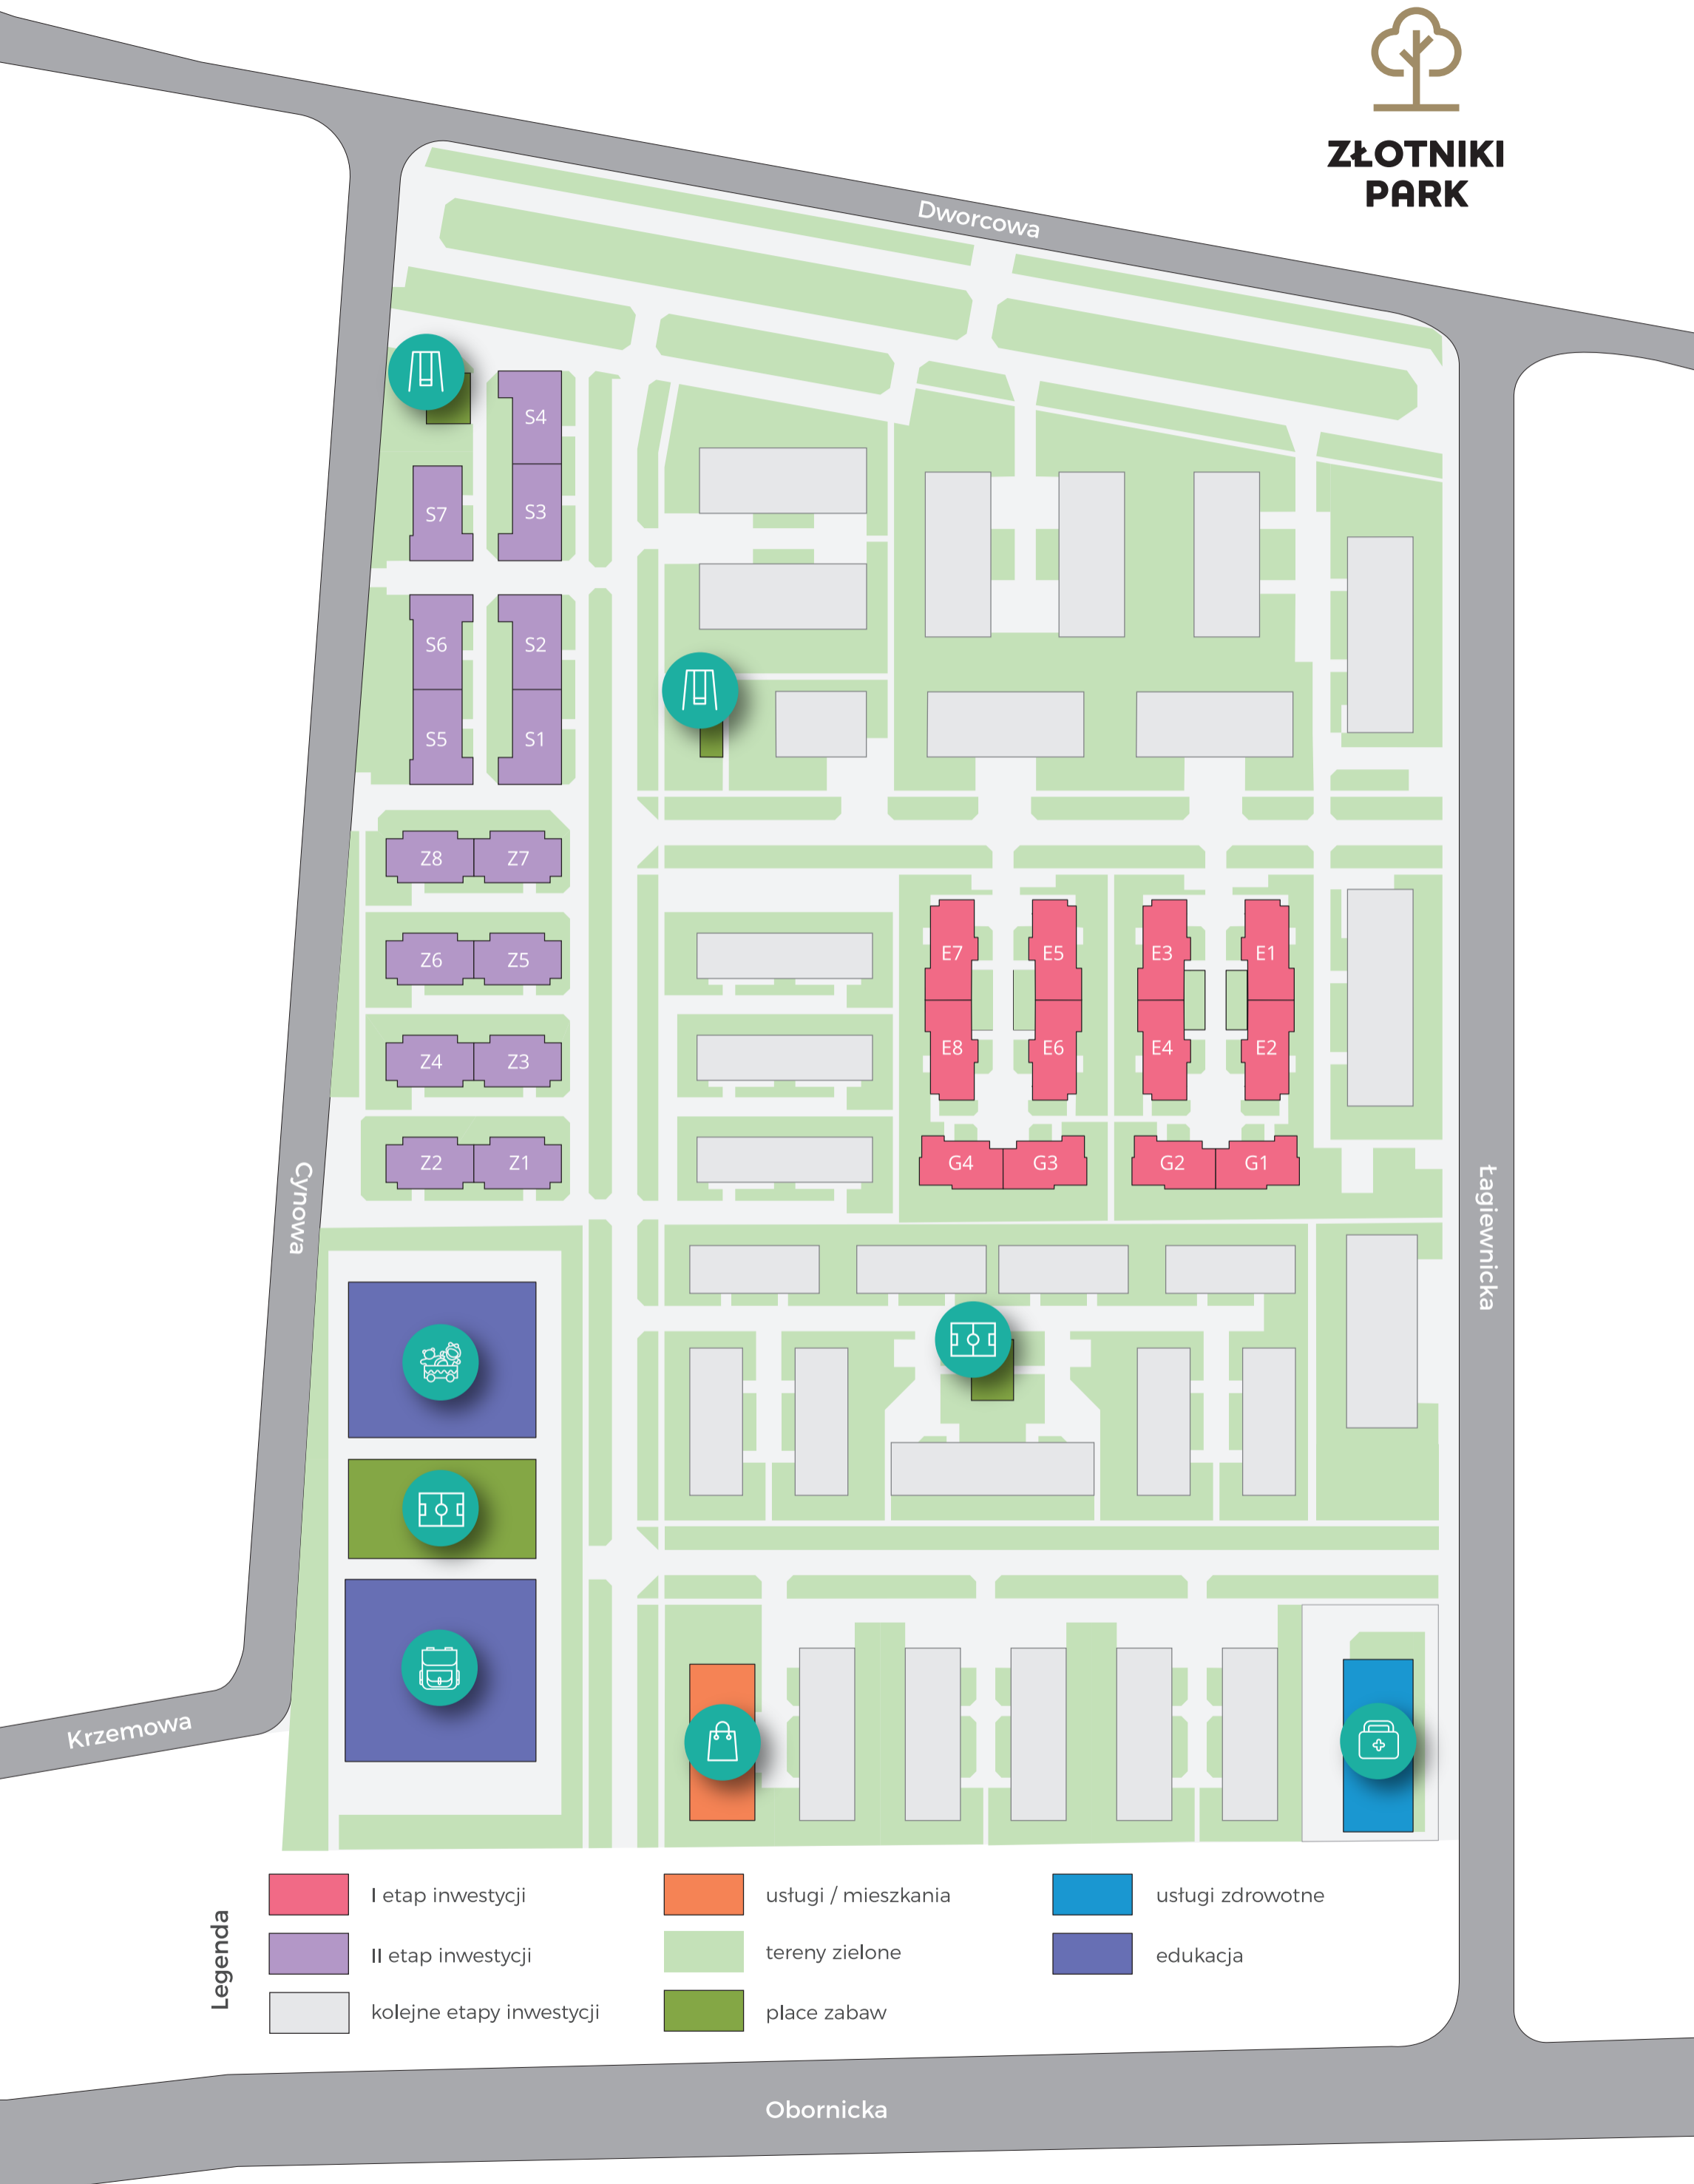 ZŁOTNIKI
PARK
Dworcowa
S4
S7
S3
S6
S2
S5
S1
Z8
Z7
E7
E5
E3
E1
Z6
Z5
E8
E6
E4
E2
Z4
Z3
Z2
Z1
G4
G3
G2
G1
Cynowa
Łagiewnicka
Krzemowa
Legenda
I etap inwestycji
usługi / mieszkania
usługi zdrowotne
II etap inwestycji
tereny zielone
edukacja
kolejne etapy inwestycji
place zabaw
Obornicka